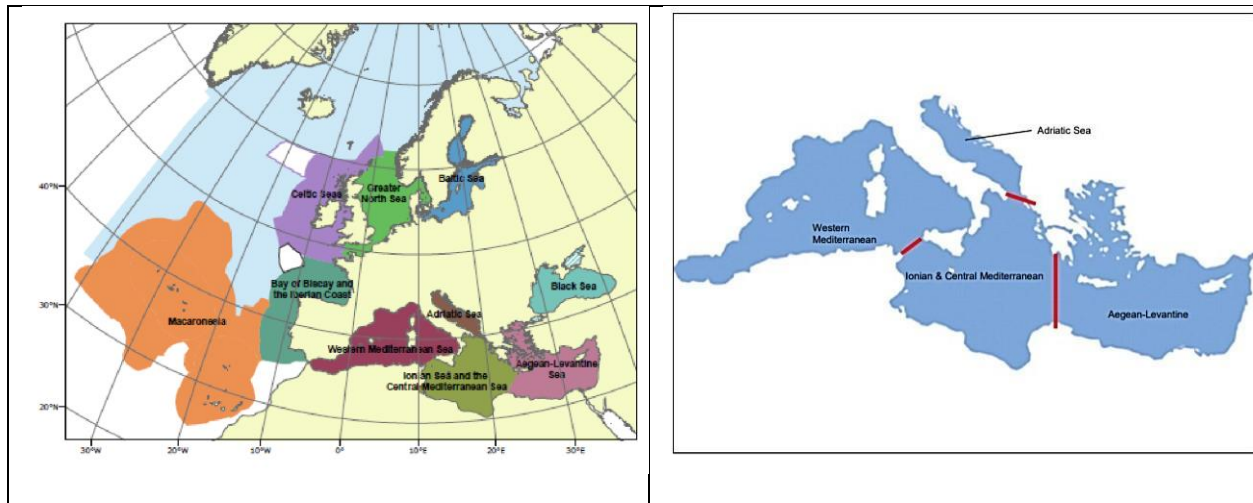 40°N
30°N
20°N
30°W
20°W
10°W
0°
10°E
20°E
30°E
Celtic Seas
Greater
North Sea
Baltic Sea
Bay of Biscay and
the Iberian Coast
Macaronesia
Black Sea
Adriatic Sea
Western Mediterranean Sea
Ionian Sea and the
Central Mediterranean Sea
Aegean-Levantine
Sea
Adriatic Sea
Western
Mediterranean
Ionian & Central Mediterranean
Aegean-Levantine